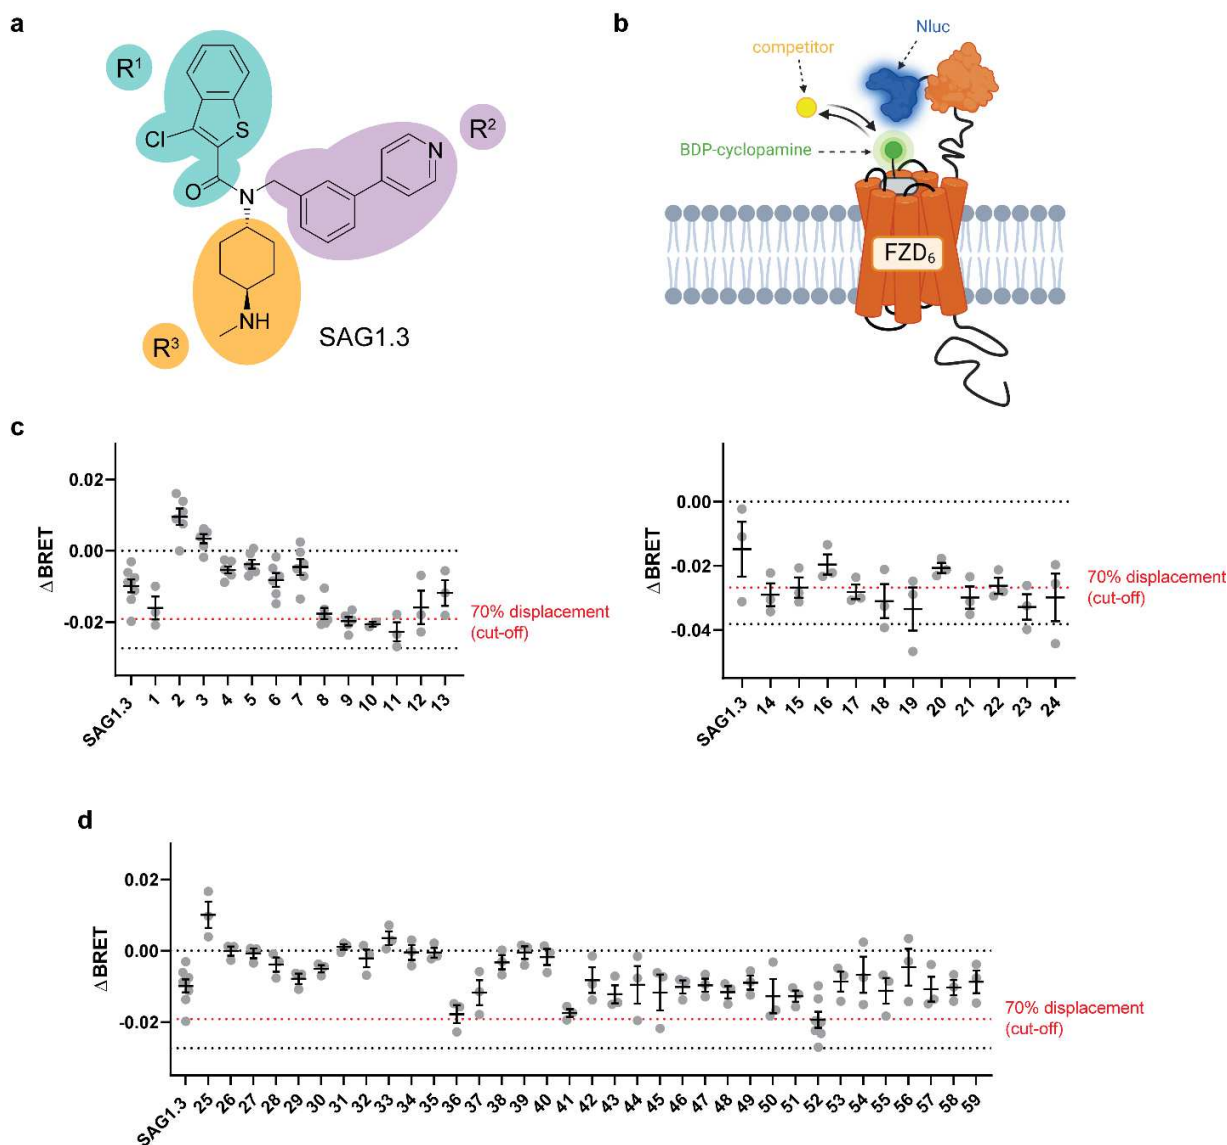 a
R¹
Cl
S
O
N
N
R²
NH
R³
SAG1.3
b
Nluc
competitor
BDP-cyclopamine
FZD₆
c
0.02
0.00
-0.02
ΔBRET
70% displacement
(cut-off)
SAG1.3 1 2 3 4 5 6 7 8 9 10 11 12 13
0.00
-0.02
-0.04
ΔBRET
70% displacement
(cut-off)
SAG1.3 14 15 16 17 18 19 20 21 22 23 24
d
0.02
0.00
-0.02
ΔBRET
70% displacement
(cut-off)
SAG1.3 25 26 27 28 29 30 31 32 33 34 35 36 37 38 39 40 41 42 43 44 45 46 47 48 49 50 51 52 53 54 55 56 57 58 59